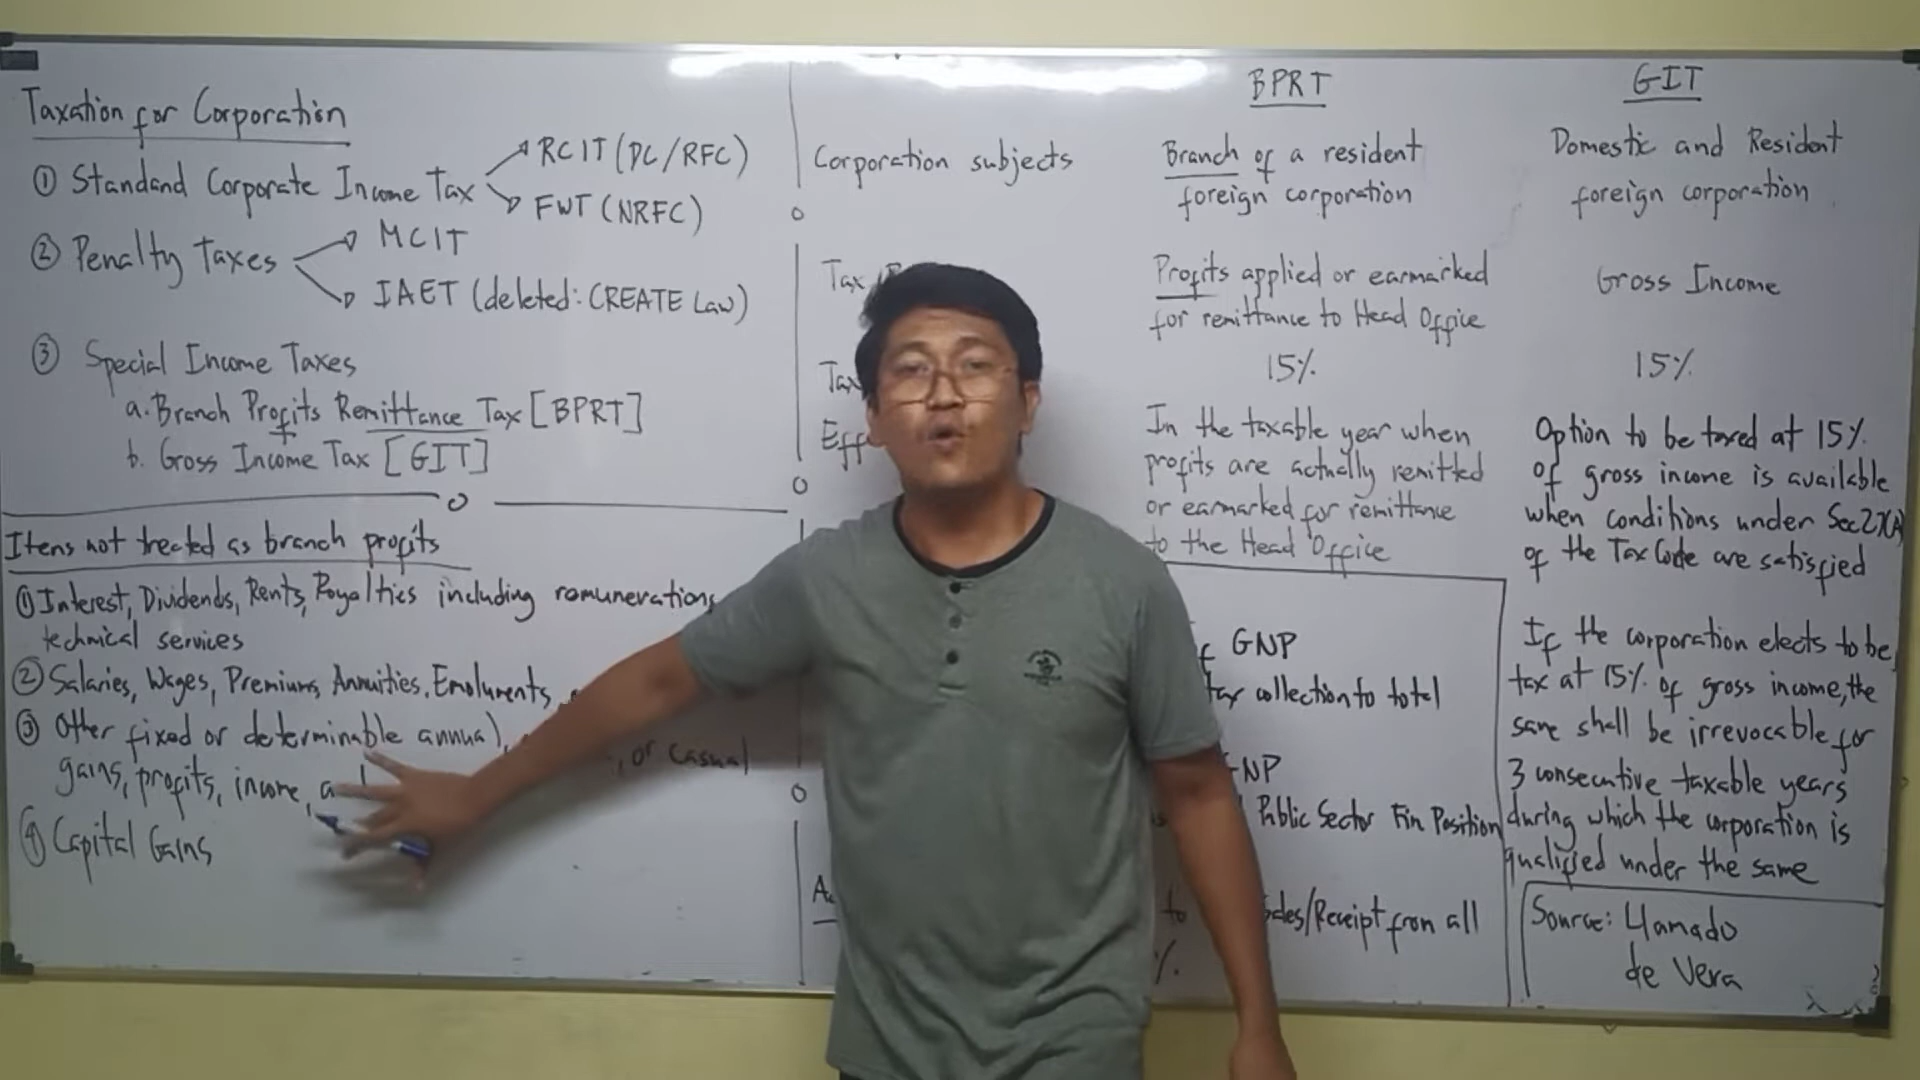 Taxation for Corporation
① Standard Corporate Income Tax
RCIT (DC/RFC)
FWT (NRFC)
② Penalty Taxes
MCIT
IAET (deleted: CREATE Law)
③ Special Income Taxes
a. Branch Profits Remittance Tax [BPRT]
b. Gross Income Tax [GIT]
Items not treated as branch profits
① Interest, Dividends, Rents, Royalties including remunerations
technical services
② Salaries, Wages, Premiums, Annuities, Emoluments,
③ Other fixed or determinable annual,
gains, profits, income, or casual
④ Capital Gains
Corporation subjects
Tax
Tax
BPRT
Branch of a resident
foreign corporation
Profits applied or earmarked
for remittance to Head Office
15%
In the taxable year when
profits are actually remitted
or earmarked for remittance
to the Head Office
GNP
tax collection to total
GNP
Public Sector Fin Position
to Sales/Receipt from all
%.
GIT
Domestic and Resident
foreign corporation
Gross Income
15%
Option to be taxed at 15%
of gross income is available
when conditions under Sec 27(A)
of the Tax Code are satisfied
If the corporation elects to be
tax at 15% of gross income, the
same shall be irrevocable for
3 consecutive taxable years
during which the corporation is
qualified under the same
Source: Llamado
de Vera